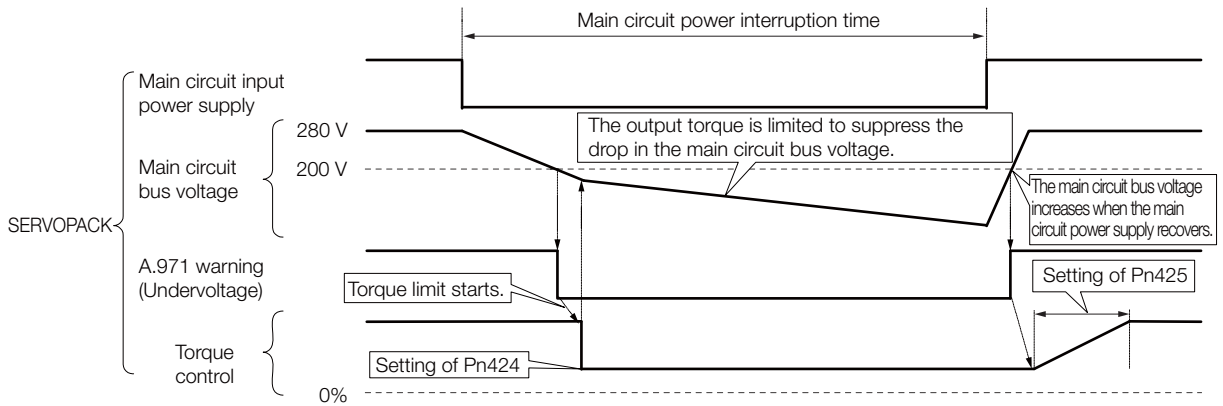 Main circuit power interruption time
SERVOPACK
Main circuit input
power supply
Main circuit
bus voltage
280 V
200 V
The output torque is limited to suppress the
drop in the main circuit bus voltage.
The main circuit bus voltage
increases when the main
circuit power supply recovers.
A.971 warning
(Undervoltage)
Torque limit starts.
Setting of Pn425
Torque
control
Setting of Pn424
0%